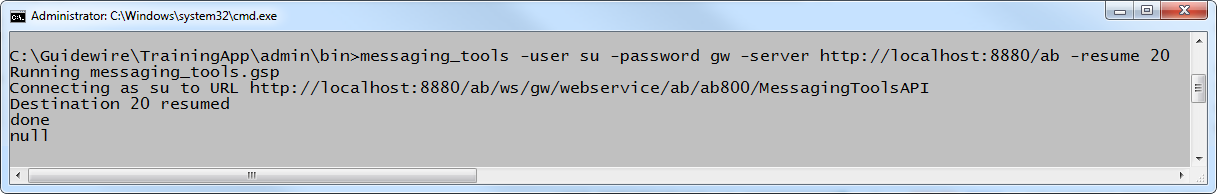 Administrator: C:\Windows\system32\cmd.exe
C:\Guidewire\TrainingApp\admin\bin>messaging_tools -user su -password gw -server http://localhost:8880/ab -resume 20
Running messaging_tools.gsp
Connecting as su to URL http://localhost:8880/ab/ws/gw/webservice/ab/ab800/MessagingToolsAPI
Destination 20 resumed
done
null